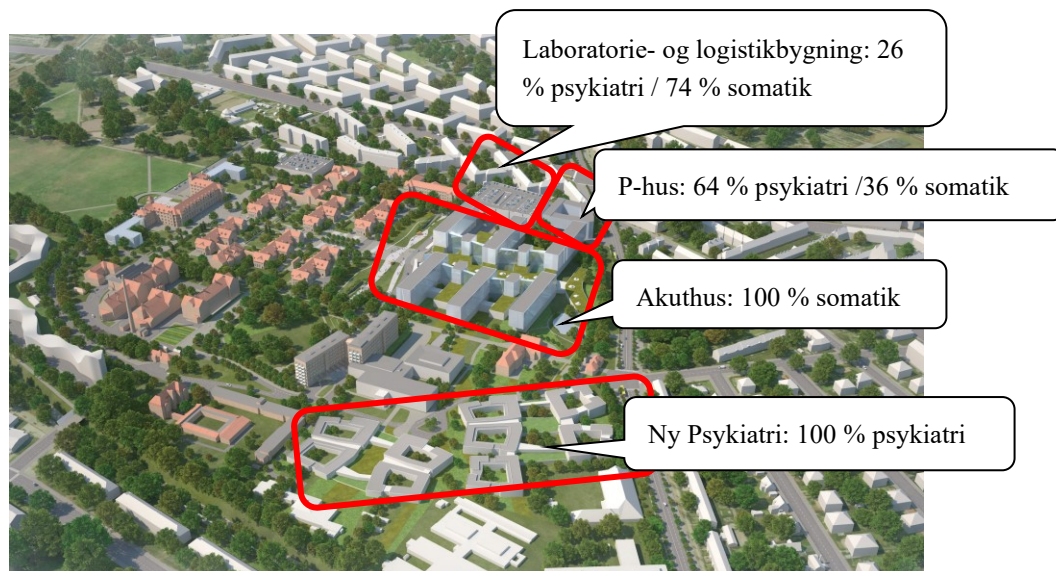 Laboratorie- og logistikbygning: 26
% psykiatri / 74 % somatik
P-hus: 64 % psykiatri /36 % somatik
Akuthus: 100 % somatik
Ny Psykiatri: 100 % psykiatri